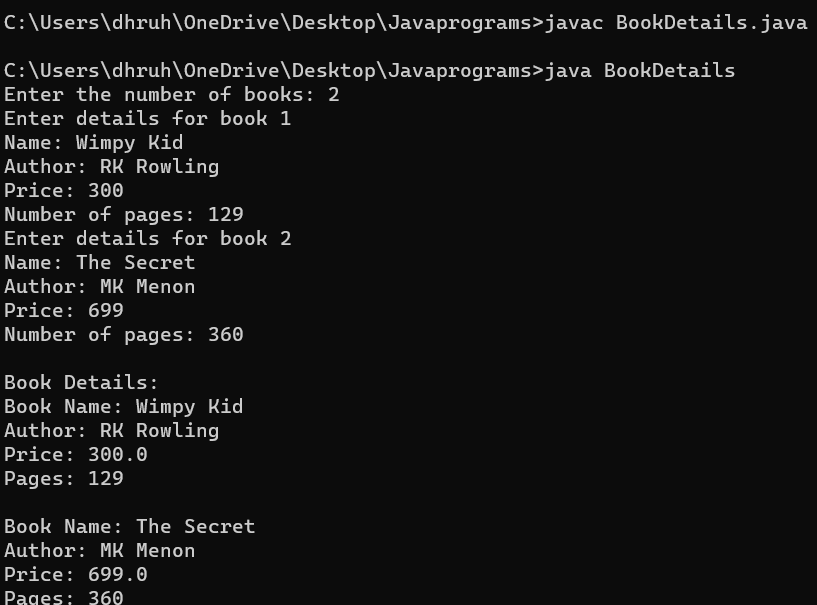 C:\Users\dhruh\OneDrive\Desktop\Javaprograms>javac BookDetails.java
C:\Users\dhruh\OneDrive\Desktop\Javaprograms>java BookDetails
Enter the number of books: 2
Enter details for book 1
Name: Wimpy Kid
Author: RK Rowling
Price: 300
Number of pages: 129
Enter details for book 2
Name: The Secret
Author: MK Menon
Price: 699
Number of pages: 360
Book Details:
Book Name: Wimpy Kid
Author: RK Rowling
Price: 300.0
Pages: 129
Book Name: The Secret
Author: MK Menon
Price: 699.0
Pages: 360